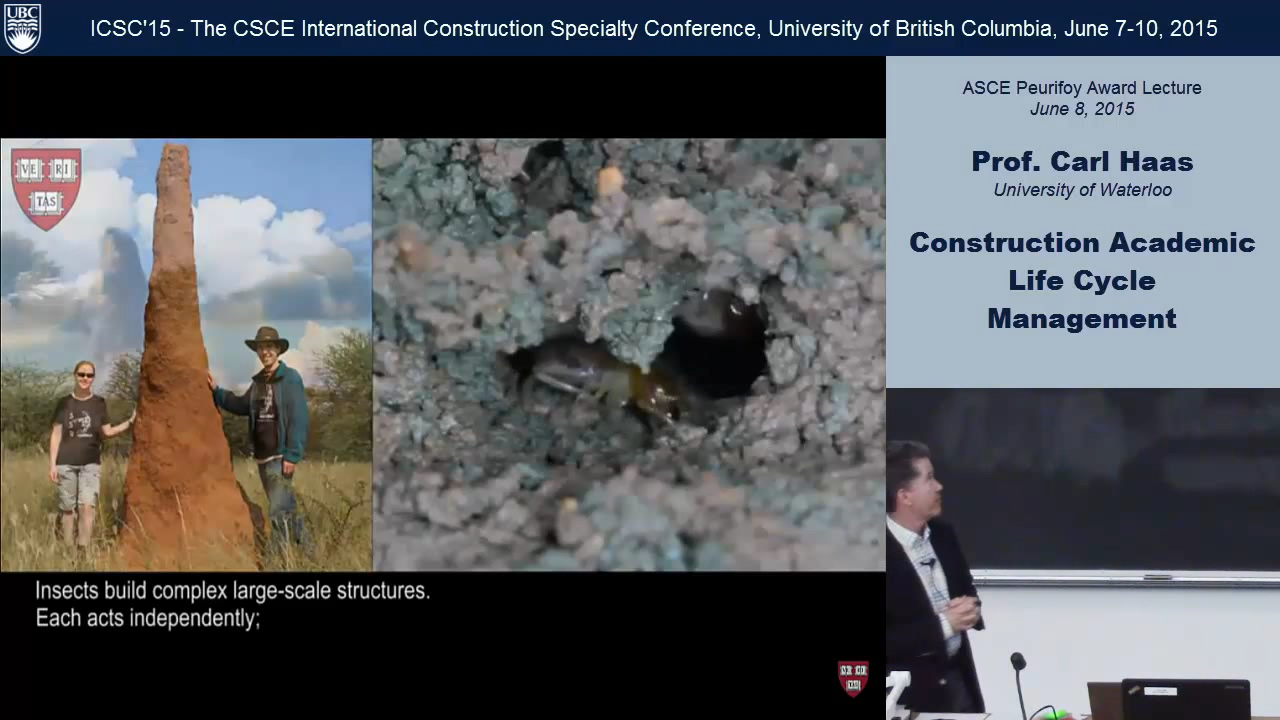 UBC
ICSC'15 - The CSCE International Construction Specialty Conference, University of British Columbia, June 7-10, 2015
ASCE Peurifoy Award Lecture
June 8, 2015
Prof. Carl Haas
University of Waterloo
Construction Academic
Life Cycle
Management
VE RI
TAS
Insects build complex large-scale structures.
Each acts independently;